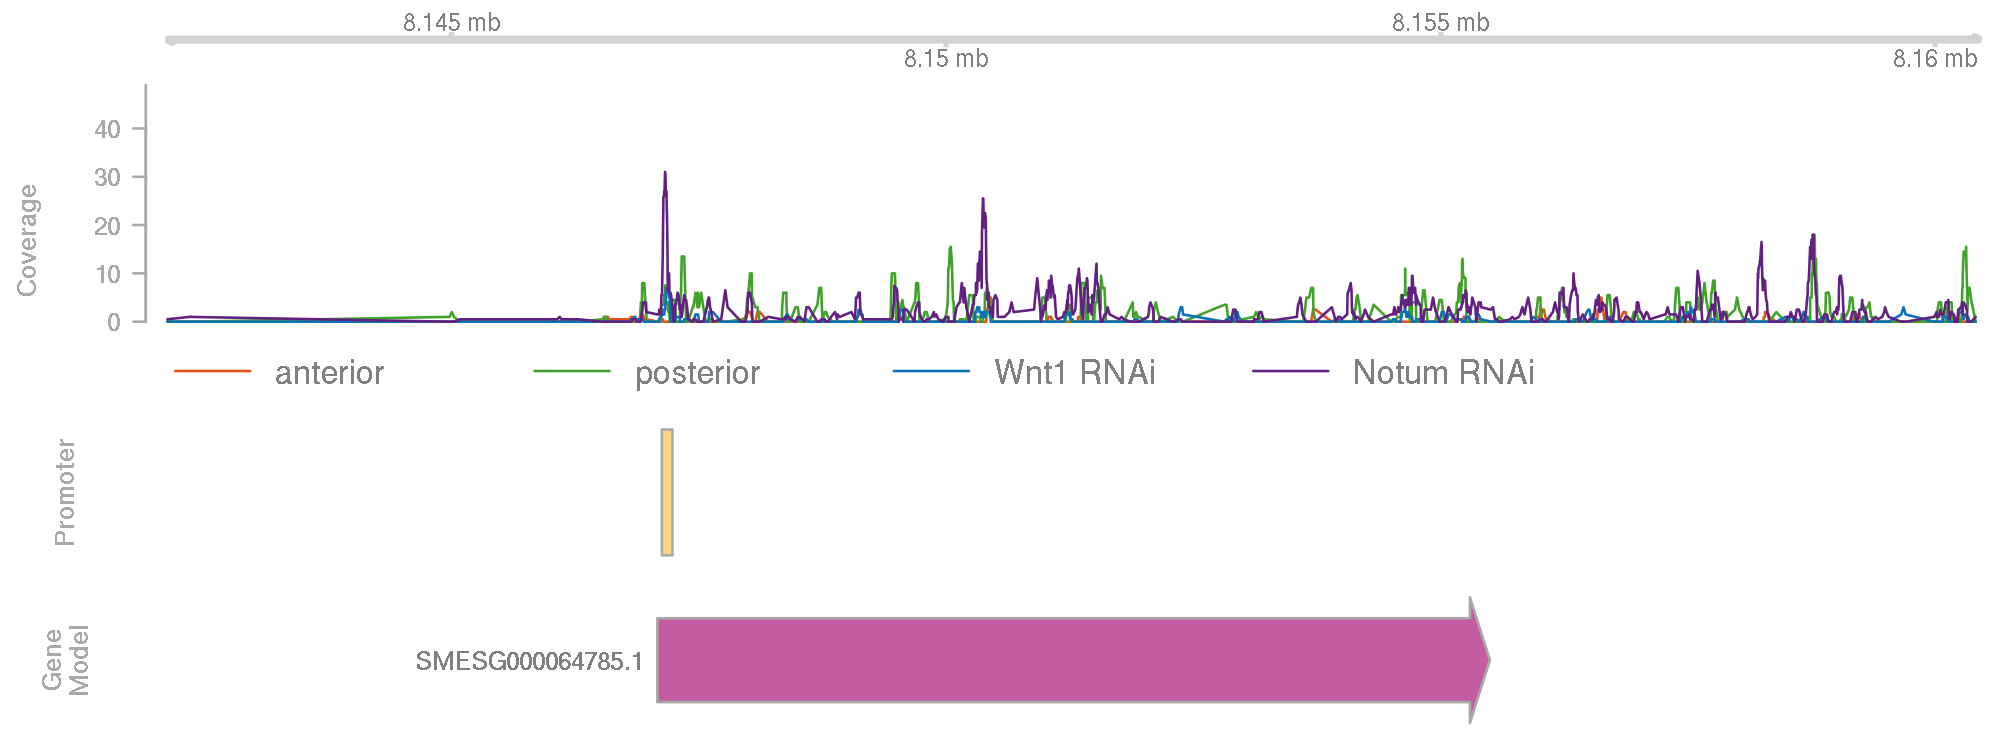 8.145 mb
8.155 mb
8.15 mb
8.16 mb
Coverage
40
30
20
10
0
anterior
posterior
Wnt1 RNAi
Notum RNAi
Promoter
Gene
Model
SMESG000064785.1